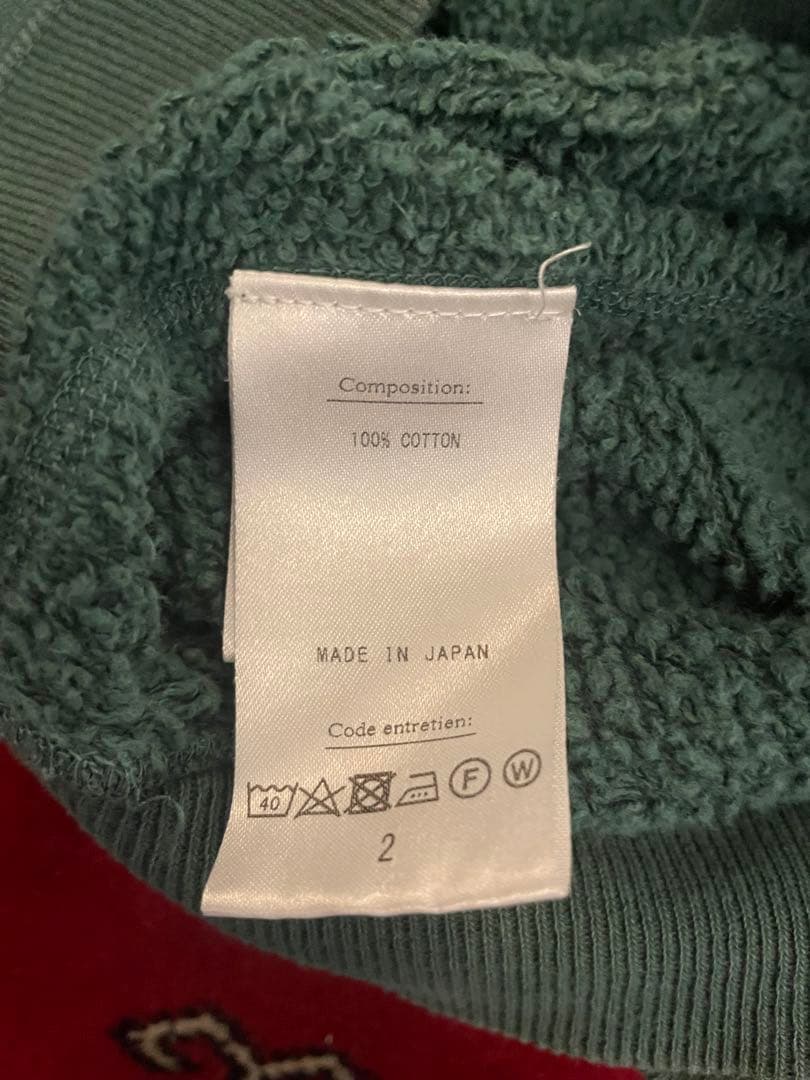 Composition:
100% COTTON
MADE IN JAPAN
Code entretien:
40 F W
2